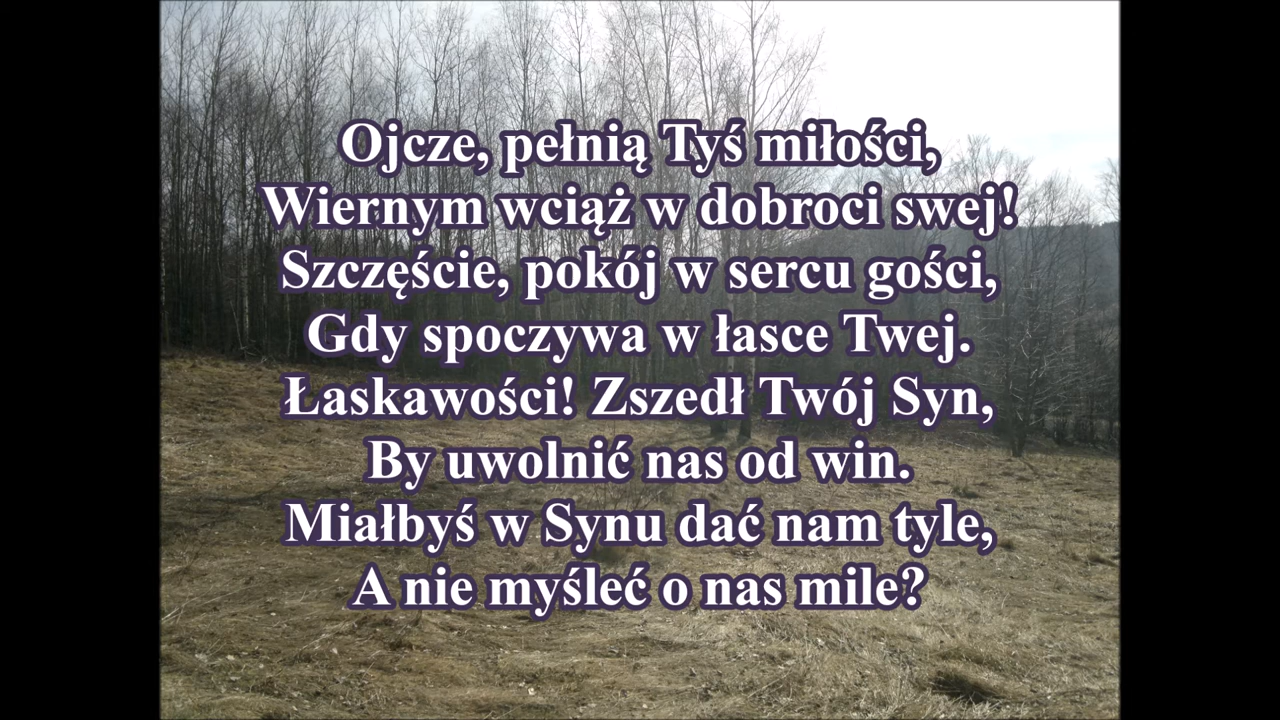 Ojcze, pełnią Tyś miłości,
Wiernym wciąż w dobroci swej!
Szczęście, pokój w sercu gości,
Gdy spoczywa w łasce Twej.
Łaskawości! Zszedł Twój Syn,
By uwolnić nas od win.
Miałbyś w Synu dać nam tyle,
A nie myśleć o nas mile?